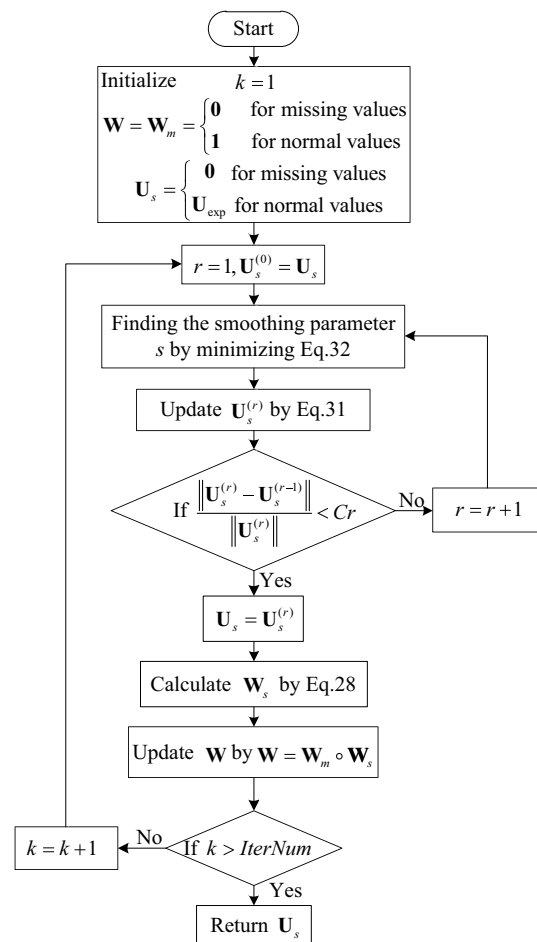 Start
Initialize k = 1
W = W_m = { 0 for missing values
1 for normal values
U_s = { 0 for missing values
U_exp for normal values
r = 1, U_s^(0) = U_s
Finding the smoothing parameter
s by minimizing Eq.32
Update U_s^(r) by Eq.31
If ‖U_s^(r) − U_s^(r−1)‖ / ‖U_s^(r)‖ < Cr
No
r = r + 1
Yes
U_s = U_s^(r)
Calculate W_s by Eq.28
Update W by W = W_m ∘ W_s
If k > IterNum
No
k = k + 1
Yes
Return U_s